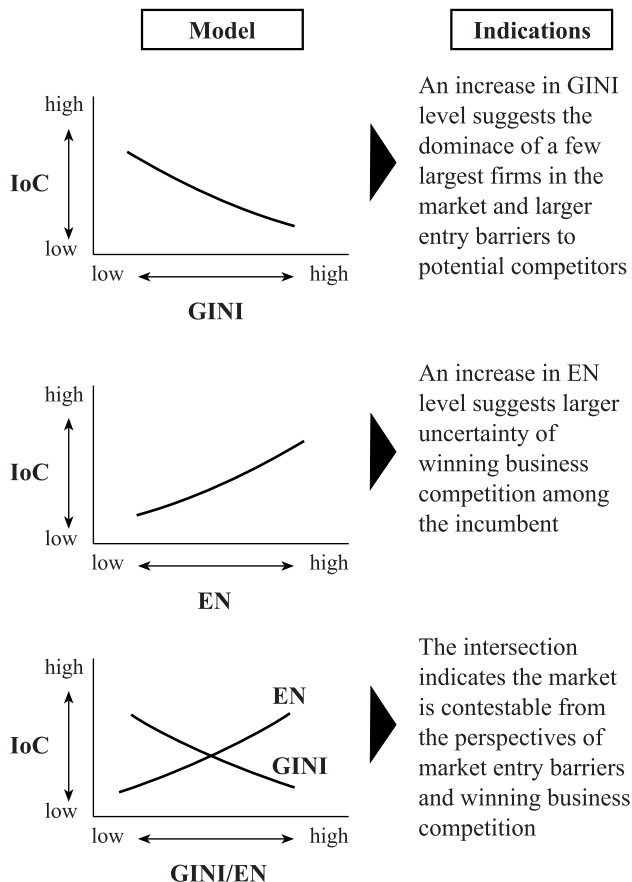 Model
Indications
high
IoC
low
low
high
GINI
An increase in GINI
level suggests the
dominace of a few
largest firms in the
market and larger
entry barriers to
potential competitors
high
IoC
low
low
high
EN
An increase in EN
level suggests larger
uncertainty of
winning business
competition among
the incumbent
high
IoC
low
EN
GINI
low
high
GINI/EN
The intersection
indicates the market
is contestable from
the perspectives of
market entry barriers
and winning business
competition